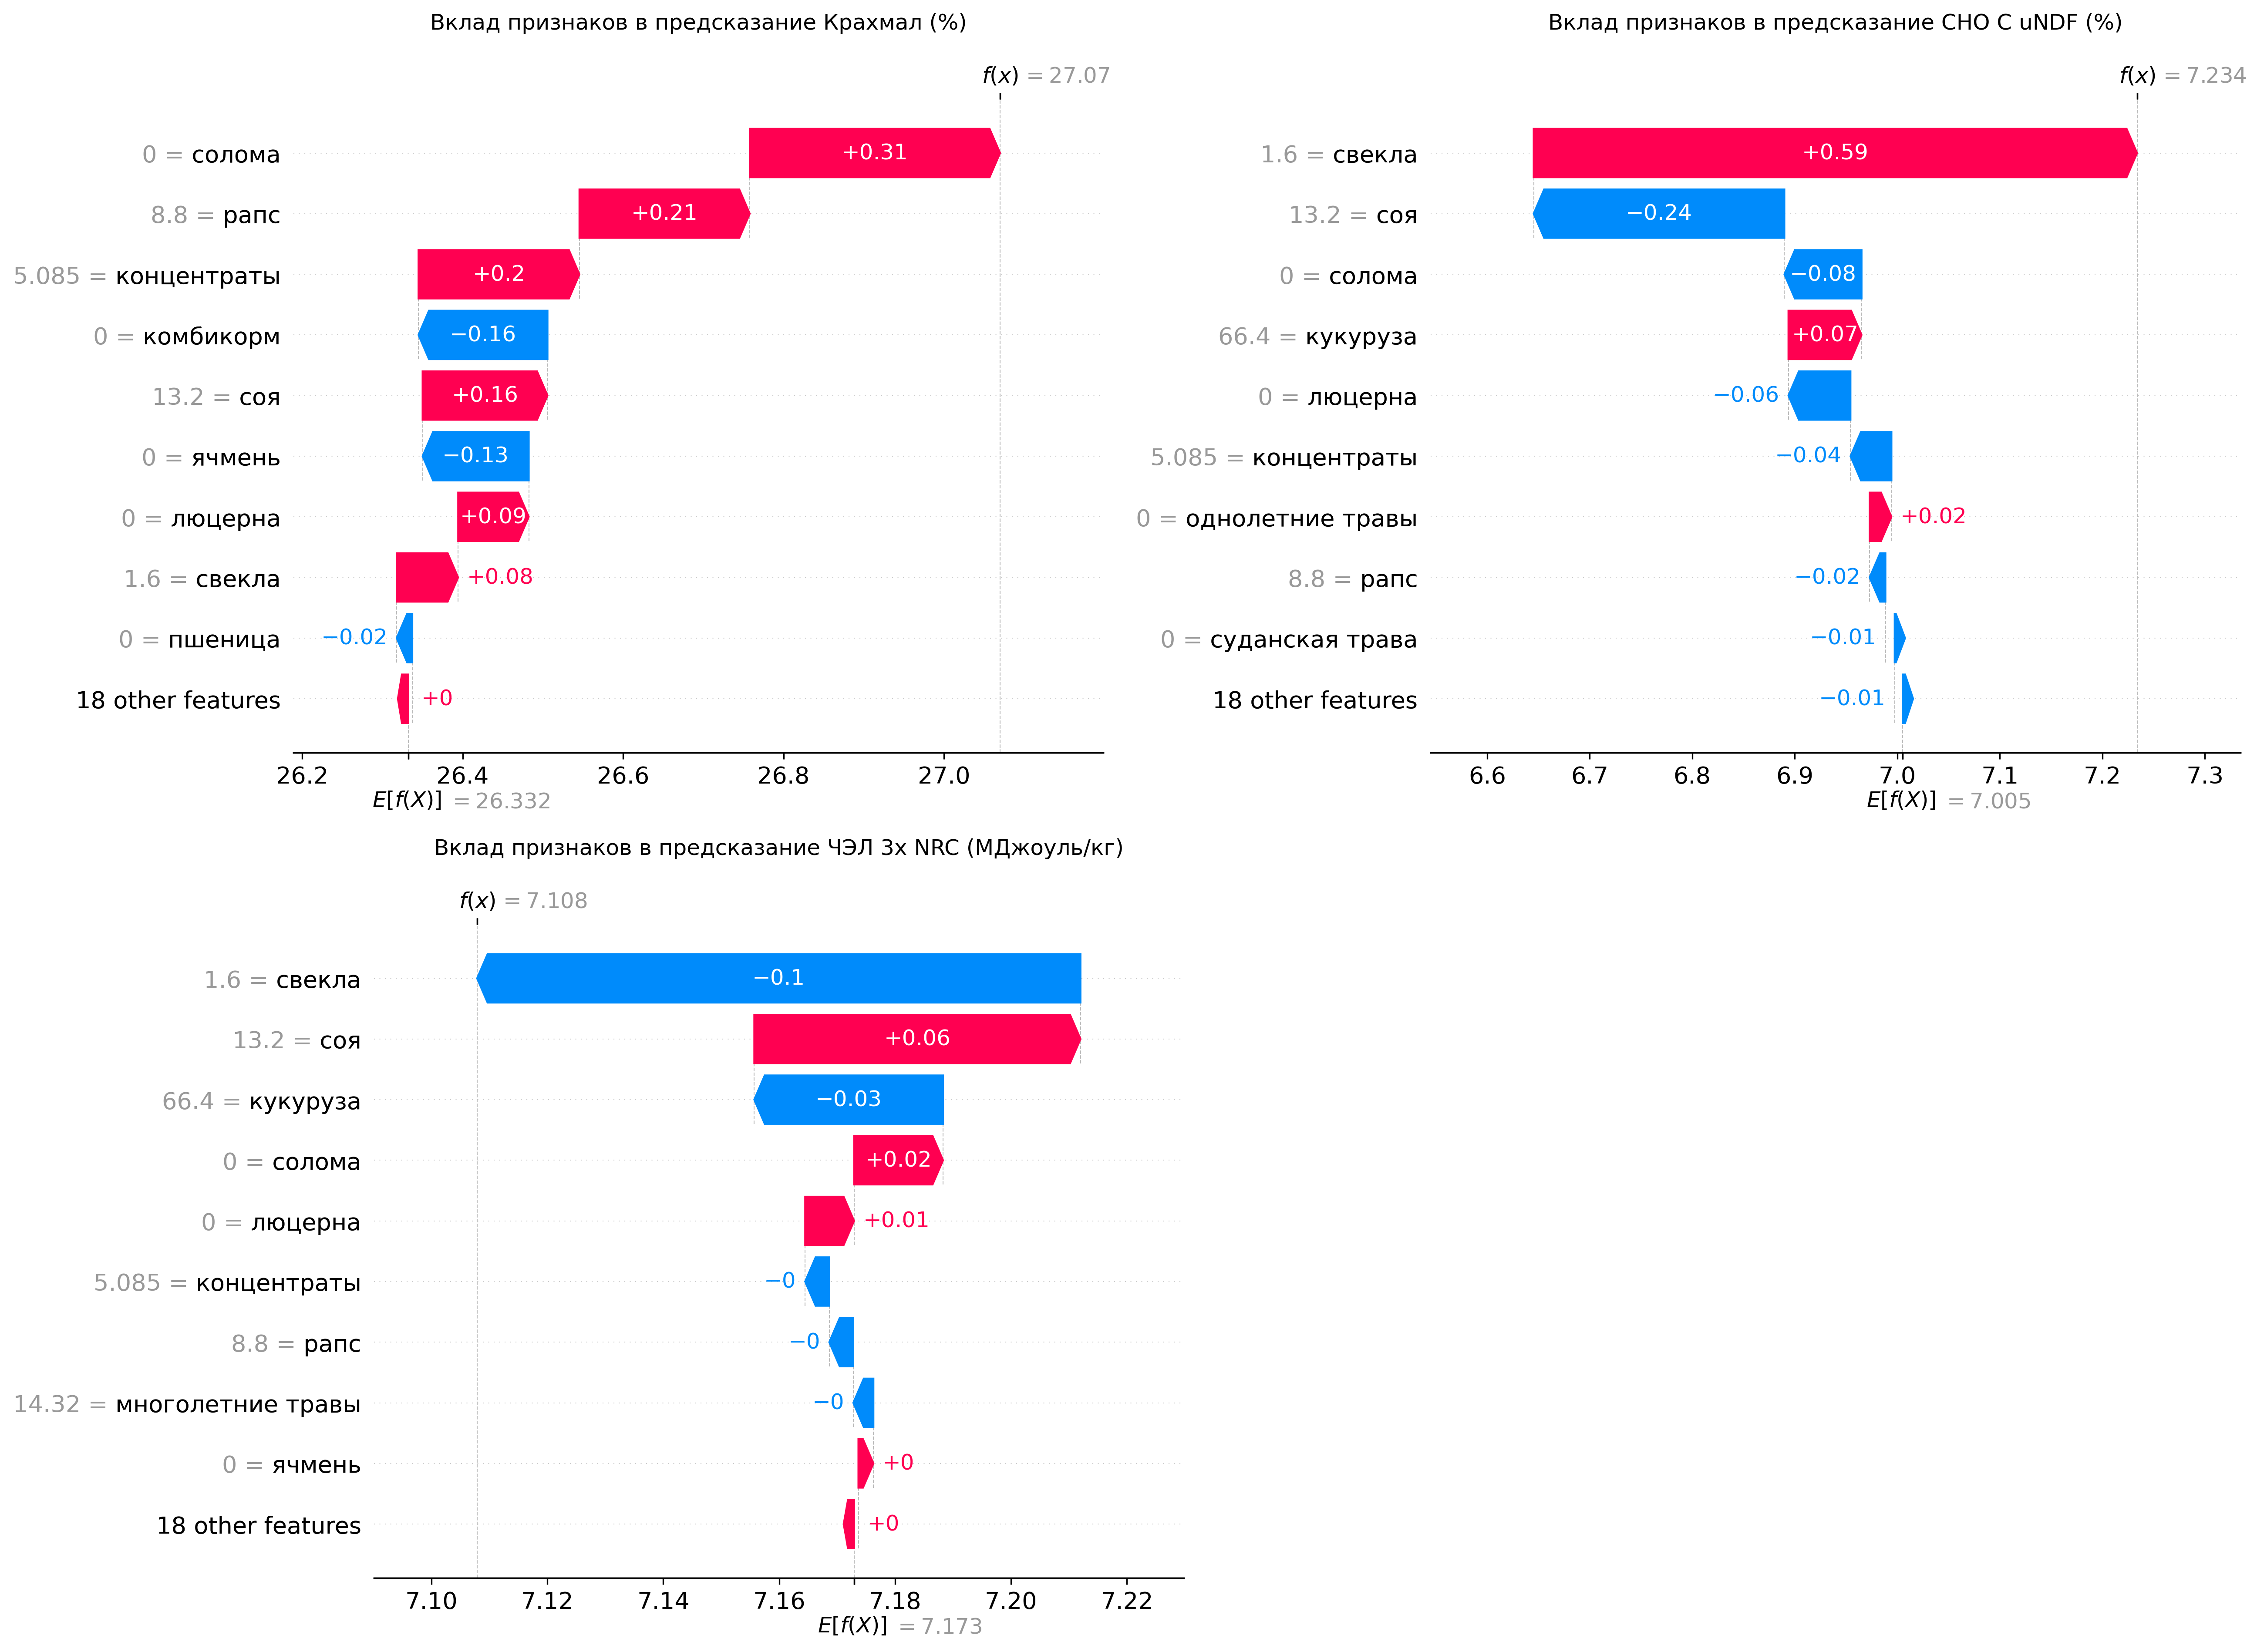 Вклад признаков в предсказание Крахмал (%)
f(x) = 27.07
0 = солома
+0.31
8.8 = рапс
+0.21
5.085 = концентраты
+0.2
0 = комбикорм
−0.16
13.2 = соя
+0.16
0 = ячмень
−0.13
0 = люцерна
+0.09
1.6 = свекла
+0.08
0 = пшеница
−0.02
18 other features
+0
26.2 26.4 26.6 26.8 27.0
E[f(X)] = 26.332
Вклад признаков в предсказание СНО С uNDF (%)
f(x) = 7.234
1.6 = свекла
+0.59
13.2 = соя
−0.24
0 = солома
−0.08
66.4 = кукуруза
+0.07
0 = люцерна
−0.06
5.085 = концентраты
−0.04
0 = однолетние травы
+0.02
8.8 = рапс
−0.02
0 = суданская трава
−0.01
18 other features
−0.01
6.6 6.7 6.8 6.9 7.0 7.1 7.2 7.3
E[f(X)] = 7.005
Вклад признаков в предсказание ЧЭЛ 3x NRC (МДжоуль/кг)
f(x) = 7.108
1.6 = свекла
−0.1
13.2 = соя
+0.06
66.4 = кукуруза
−0.03
0 = солома
+0.02
0 = люцерна
+0.01
5.085 = концентраты
−0
8.8 = рапс
−0
14.32 = многолетние травы
−0
0 = ячмень
+0
18 other features
+0
7.10 7.12 7.14 7.16 7.18 7.20 7.22
E[f(X)] = 7.173